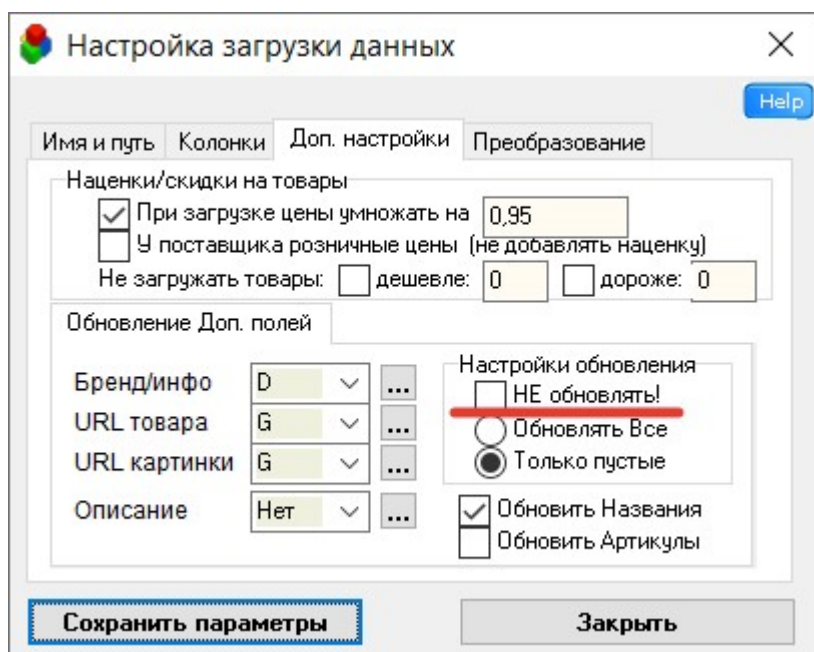 Настройка загрузки данных
Help
Имя и путь Колонки Доп. настройки Преобразование
Наценки/скидки на товары
При загрузке цены умножать на 0,95
У поставщика розничные цены (не добавлять наценку)
Не загружать товары: дешевле: 0 дороже: 0
Обновление Доп. полей
Бренд/инфо D ...
URL товара G ...
URL картинки G ...
Описание Нет ...
Настройки обновления
НЕ обновлять!
Обновлять Все
Только пустые
Обновить Названия
Обновить Артикулы
Сохранить параметры Закрыть